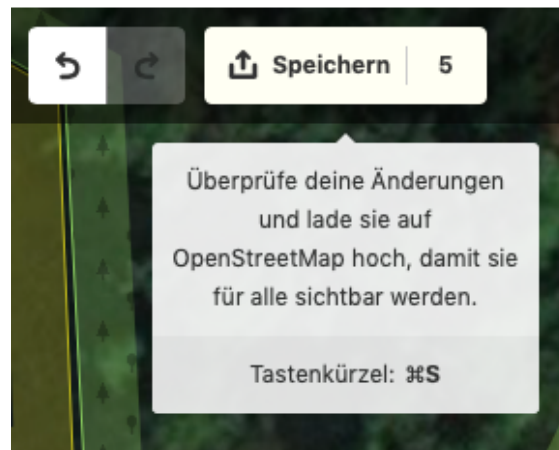 Speichern 5
Überprüfe deine Änderungen
und lade sie auf
OpenStreetMap hoch, damit sie
für alle sichtbar werden.
Tastenkürzel: ⌘S